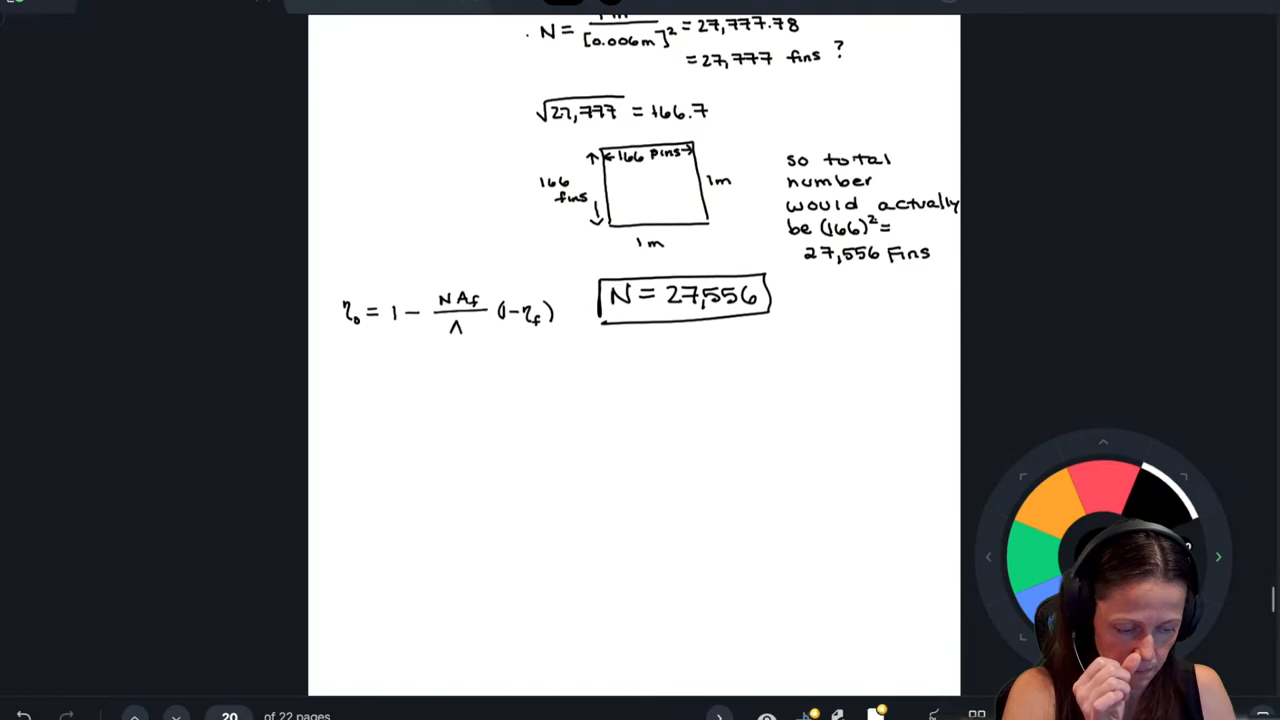 N = 1m / [0.006m]² = 27,777.78
= 27,777 fins ?
√27,777 = 166.7
166 pins
166 fins
1m
1m
so total
number
would actually
be (166)² =
27,556 Fins
η₀ = 1 − NAf / A (1−ηf)
N = 27,556
20 of 22 pages